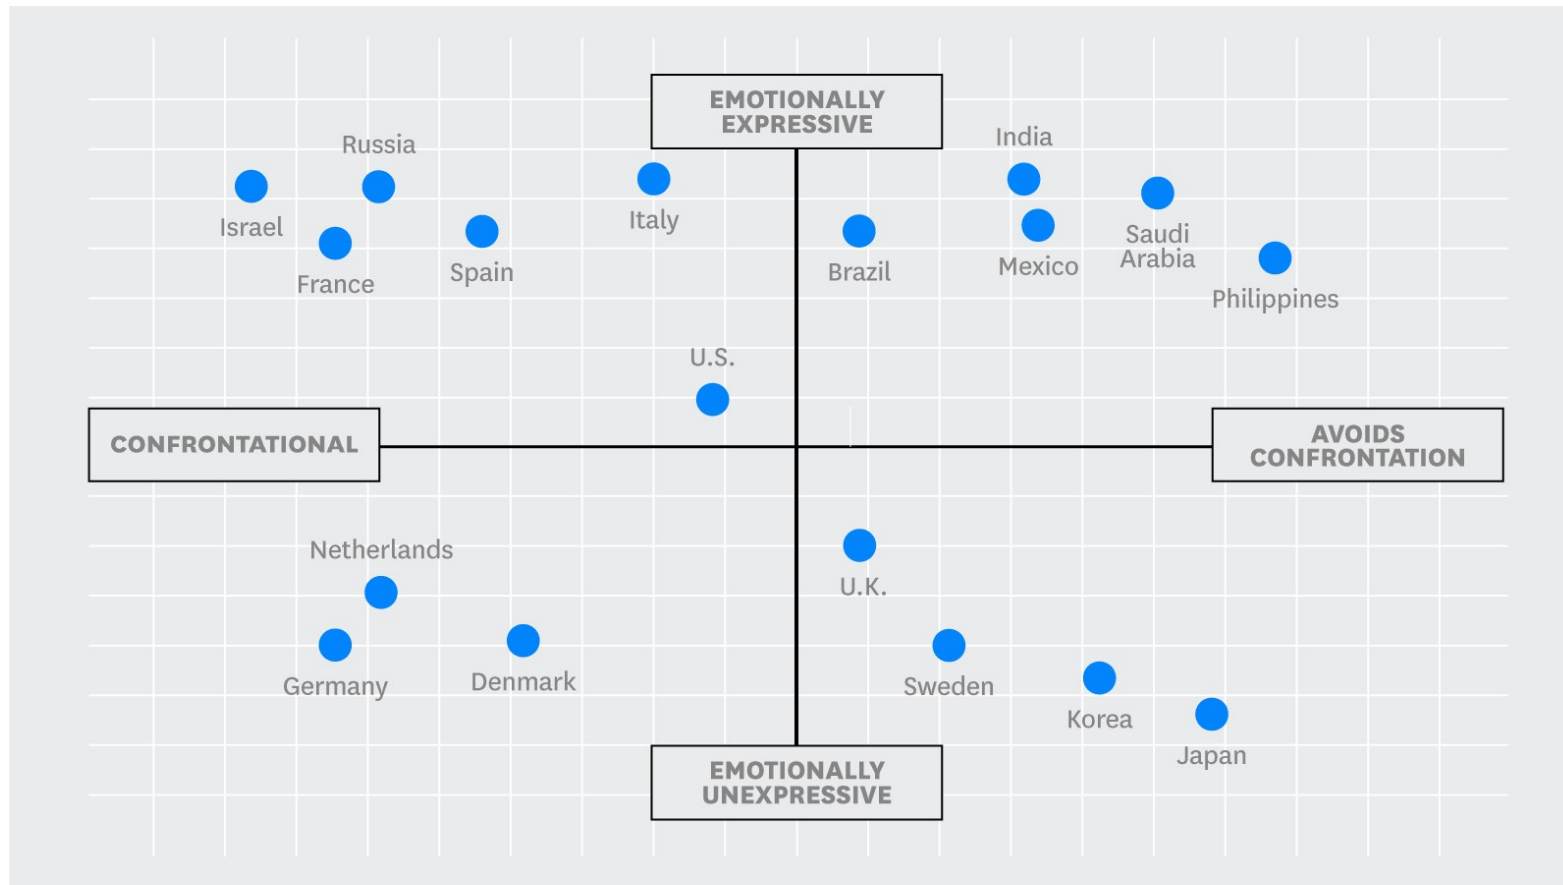 EMOTIONALLY
EXPRESSIVE
India
Russia
Israel
Italy
Saudi
Arabia
France
Spain
Brazil
Mexico
Philippines
U.S.
CONFRONTATIONAL
AVOIDS
CONFRONTATION
Netherlands
U.K.
Germany
Denmark
Sweden
Korea
Japan
EMOTIONALLY
UNEXPRESSIVE